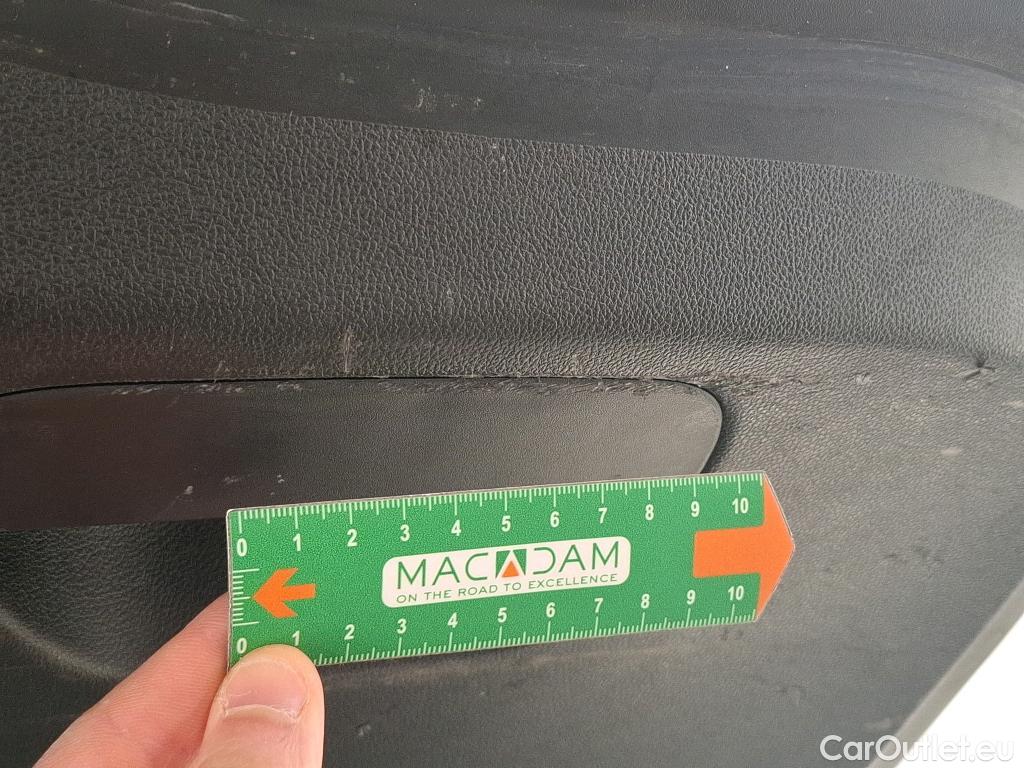 0 1 2 3 4 5 6 7 8 9 10
MACADAM
ON THE ROAD TO EXCELLENCE
0 1 2 3 4 5 6 7 8 9 10
CarOutlet.eu